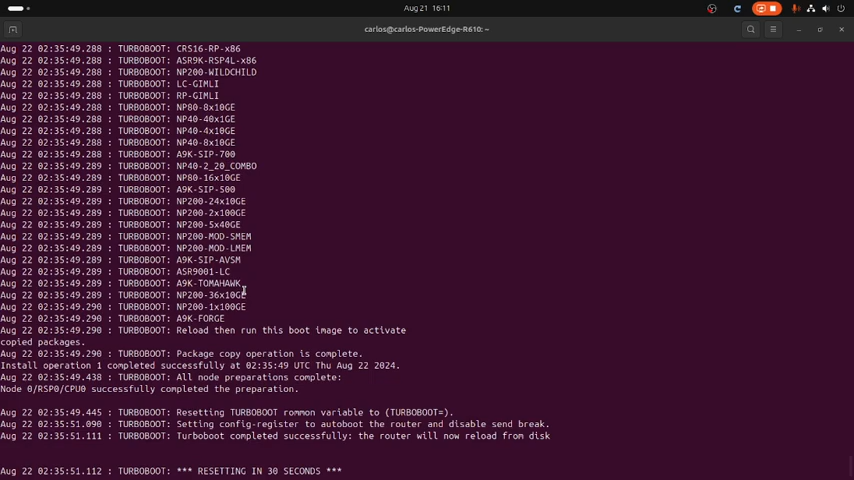 Aug 21 16:11
carlos@carlos-PowerEdge-R610: ~
Aug 22 02:35:49.288 : TURBOBOOT: CRS16-RP-x86
Aug 22 02:35:49.288 : TURBOBOOT: ASR9K-RSP4L-x86
Aug 22 02:35:49.288 : TURBOBOOT: NP200-WILDCHILD
Aug 22 02:35:49.288 : TURBOBOOT: LC-GIMLI
Aug 22 02:35:49.288 : TURBOBOOT: RP-GIMLI
Aug 22 02:35:49.288 : TURBOBOOT: NP80-8x10GE
Aug 22 02:35:49.288 : TURBOBOOT: NP40-40x1GE
Aug 22 02:35:49.288 : TURBOBOOT: NP40-4x10GE
Aug 22 02:35:49.288 : TURBOBOOT: NP40-8x10GE
Aug 22 02:35:49.288 : TURBOBOOT: A9K-SIP-700
Aug 22 02:35:49.289 : TURBOBOOT: NP40-2_20_COMBO
Aug 22 02:35:49.289 : TURBOBOOT: NP80-16x10GE
Aug 22 02:35:49.289 : TURBOBOOT: A9K-SIP-500
Aug 22 02:35:49.289 : TURBOBOOT: NP200-24x10GE
Aug 22 02:35:49.289 : TURBOBOOT: NP200-2x100GE
Aug 22 02:35:49.289 : TURBOBOOT: NP200-5x40GE
Aug 22 02:35:49.289 : TURBOBOOT: NP200-MOD-SMEM
Aug 22 02:35:49.289 : TURBOBOOT: NP200-MOD-LMEM
Aug 22 02:35:49.289 : TURBOBOOT: A9K-SIP-AVSM
Aug 22 02:35:49.289 : TURBOBOOT: ASR9001-LC
Aug 22 02:35:49.289 : TURBOBOOT: A9K-TOMAHAWK
Aug 22 02:35:49.289 : TURBOBOOT: NP200-36x10GE
Aug 22 02:35:49.290 : TURBOBOOT: NP200-1x100GE
Aug 22 02:35:49.290 : TURBOBOOT: A9K-FORGE
Aug 22 02:35:49.290 : TURBOBOOT: Reload then run this boot image to activate
copied packages.
Aug 22 02:35:49.290 : TURBOBOOT: Package copy operation is complete.
Install operation 1 completed successfully at 02:35:49 UTC Thu Aug 22 2024.
Aug 22 02:35:49.438 : TURBOBOOT: All node preparations complete:
Node 0/RSP0/CPU0 successfully completed the preparation.
Aug 22 02:35:49.445 : TURBOBOOT: Resetting TURBOBOOT rommon variable to (TURBOBOOT=).
Aug 22 02:35:51.090 : TURBOBOOT: Setting config-register to autoboot the router and disable send break.
Aug 22 02:35:51.111 : TURBOBOOT: Turboboot completed successfully: the router will now reload from disk
Aug 22 02:35:51.112 : TURBOBOOT: *** RESETTING IN 30 SECONDS ***